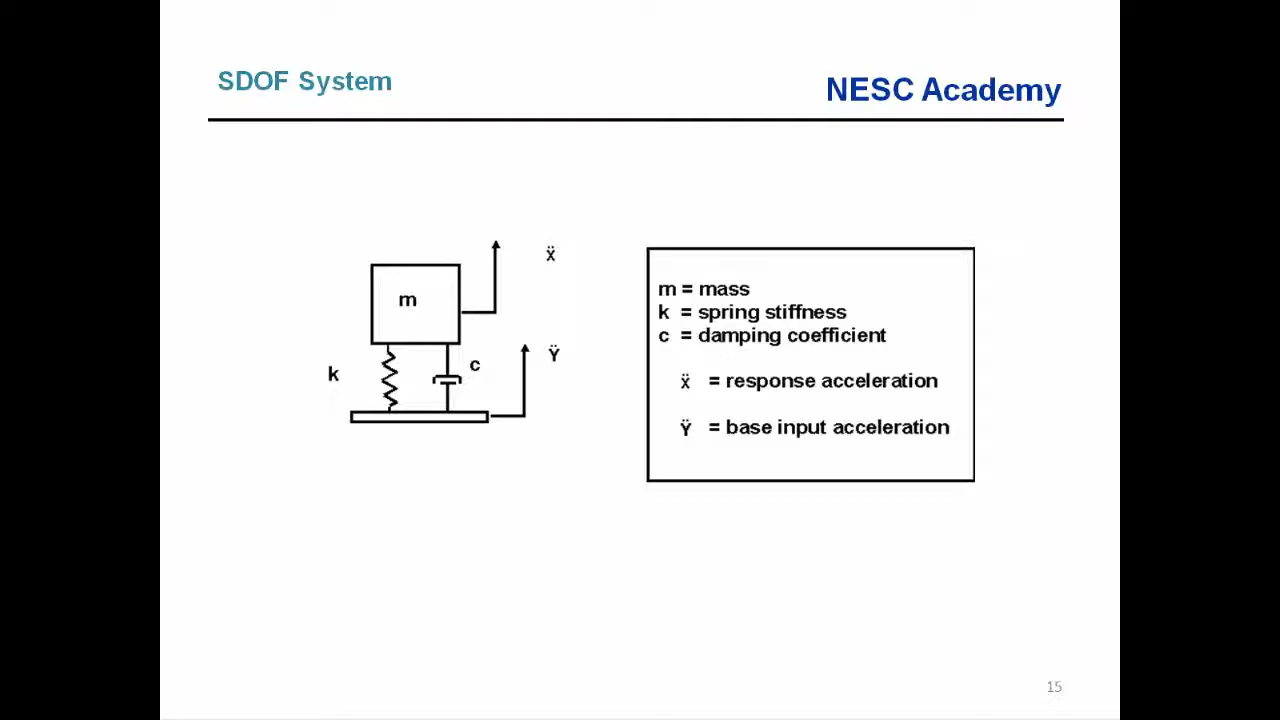 SDOF System
NESC Academy
ẍ
m
Ÿ
k
c
m = mass
k = spring stiffness
c = damping coefficient
ẍ = response acceleration
Ÿ = base input acceleration
15